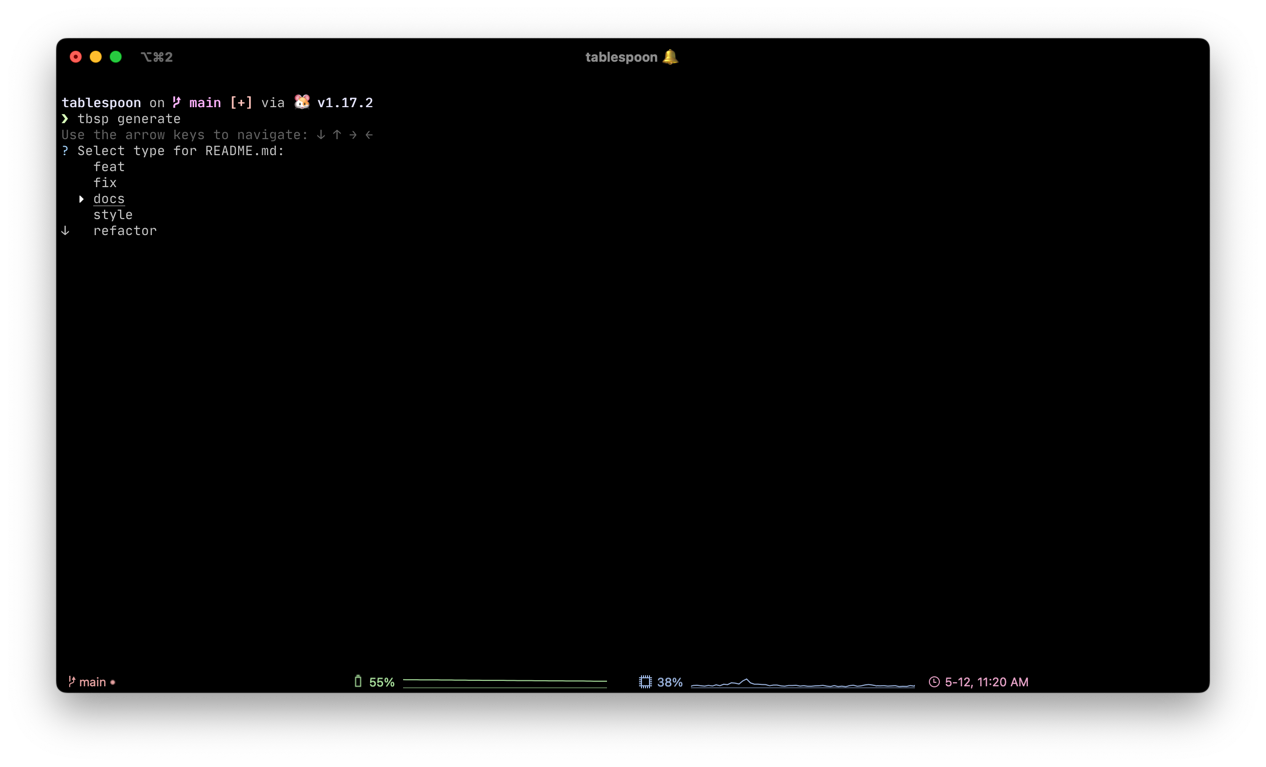 ⌥⌘2 tablespoon 🔔
tablespoon on main [+] via 🐹 v1.17.2
❯ tbsp generate
Use the arrow keys to navigate: ↓ ↑ → ←
? Select type for README.md:
feat
fix
▸ docs
style
↓ refactor
main • 55% 38% 5-12, 11:20 AM